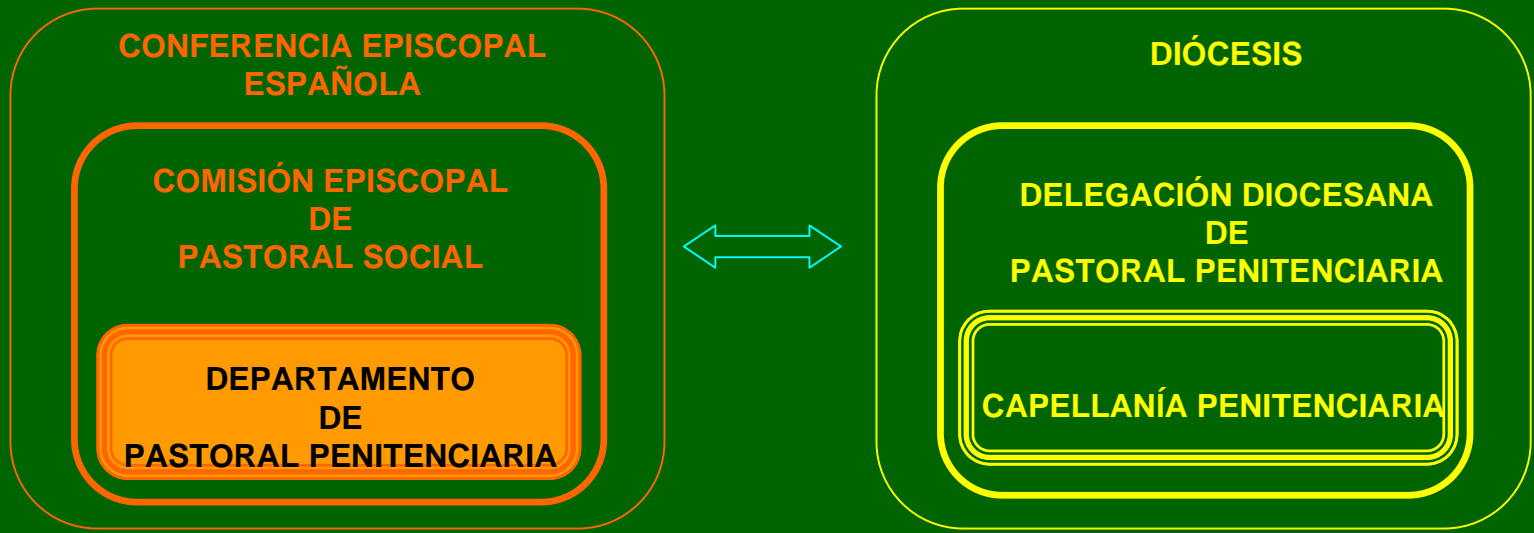 CONFERENCIA EPISCOPAL
ESPAÑOLA
COMISIÓN EPISCOPAL
DE
PASTORAL SOCIAL
DEPARTAMENTO
DE
PASTORAL PENITENCIARIA
DIÓCESIS
DELEGACIÓN DIOCESANA
DE
PASTORAL PENITENCIARIA
CAPELLANÍA PENITENCIARIA